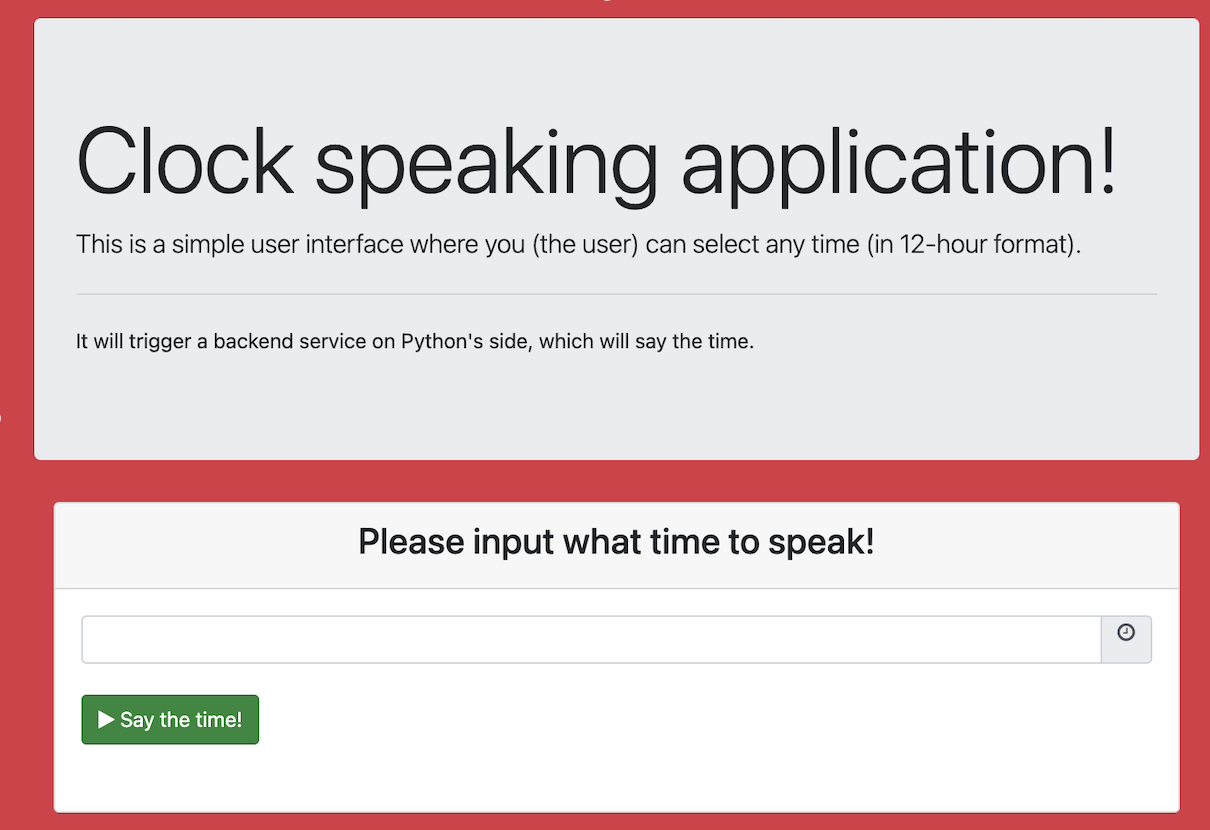 Clock speaking application!
This is a simple user interface where you (the user) can select any time (in 12-hour format).
It will trigger a backend service on Python's side, which will say the time.
Please input what time to speak!
Say the time!